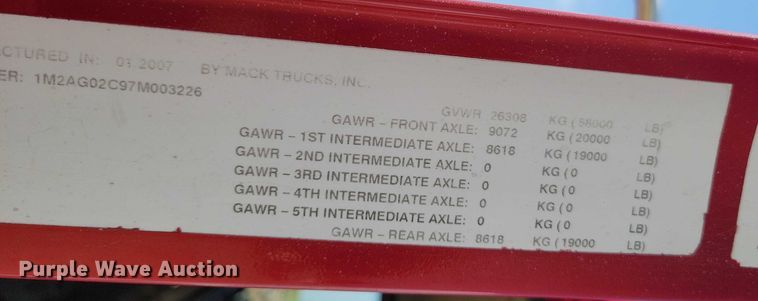 CTURED IN: 01 2007 BY MACK TRUCKS, INC.
ER: 1M2AG02C97M003226
GVWR 26308 KG ( 58000 LB)
GAWR - FRONT AXLE: 9072 KG ( 20000 LB)
GAWR - 1ST INTERMEDIATE AXLE: 8618 KG ( 19000 LB)
GAWR - 2ND INTERMEDIATE AXLE: 0 KG ( 0 LB)
GAWR - 3RD INTERMEDIATE AXLE: 0 KG ( 0 LB)
GAWR - 4TH INTERMEDIATE AXLE: 0 KG ( 0 LB)
GAWR - 5TH INTERMEDIATE AXLE: 0 KG ( 0 LB)
GAWR - REAR AXLE: 8618 KG ( 19000 LB)
Purple Wave Auction